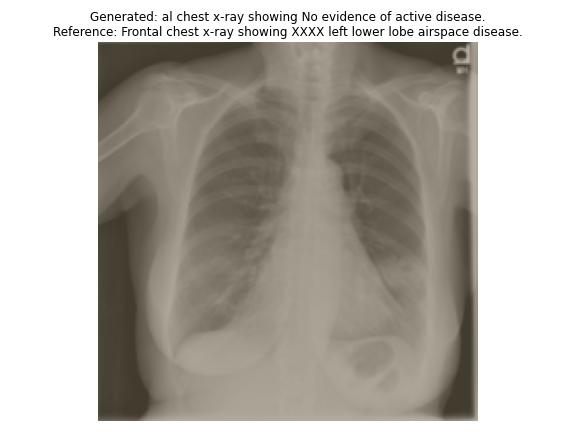 Generated: al chest x-ray showing No evidence of active disease.
Reference: Frontal chest x-ray showing XXXX left lower lobe airspace disease.